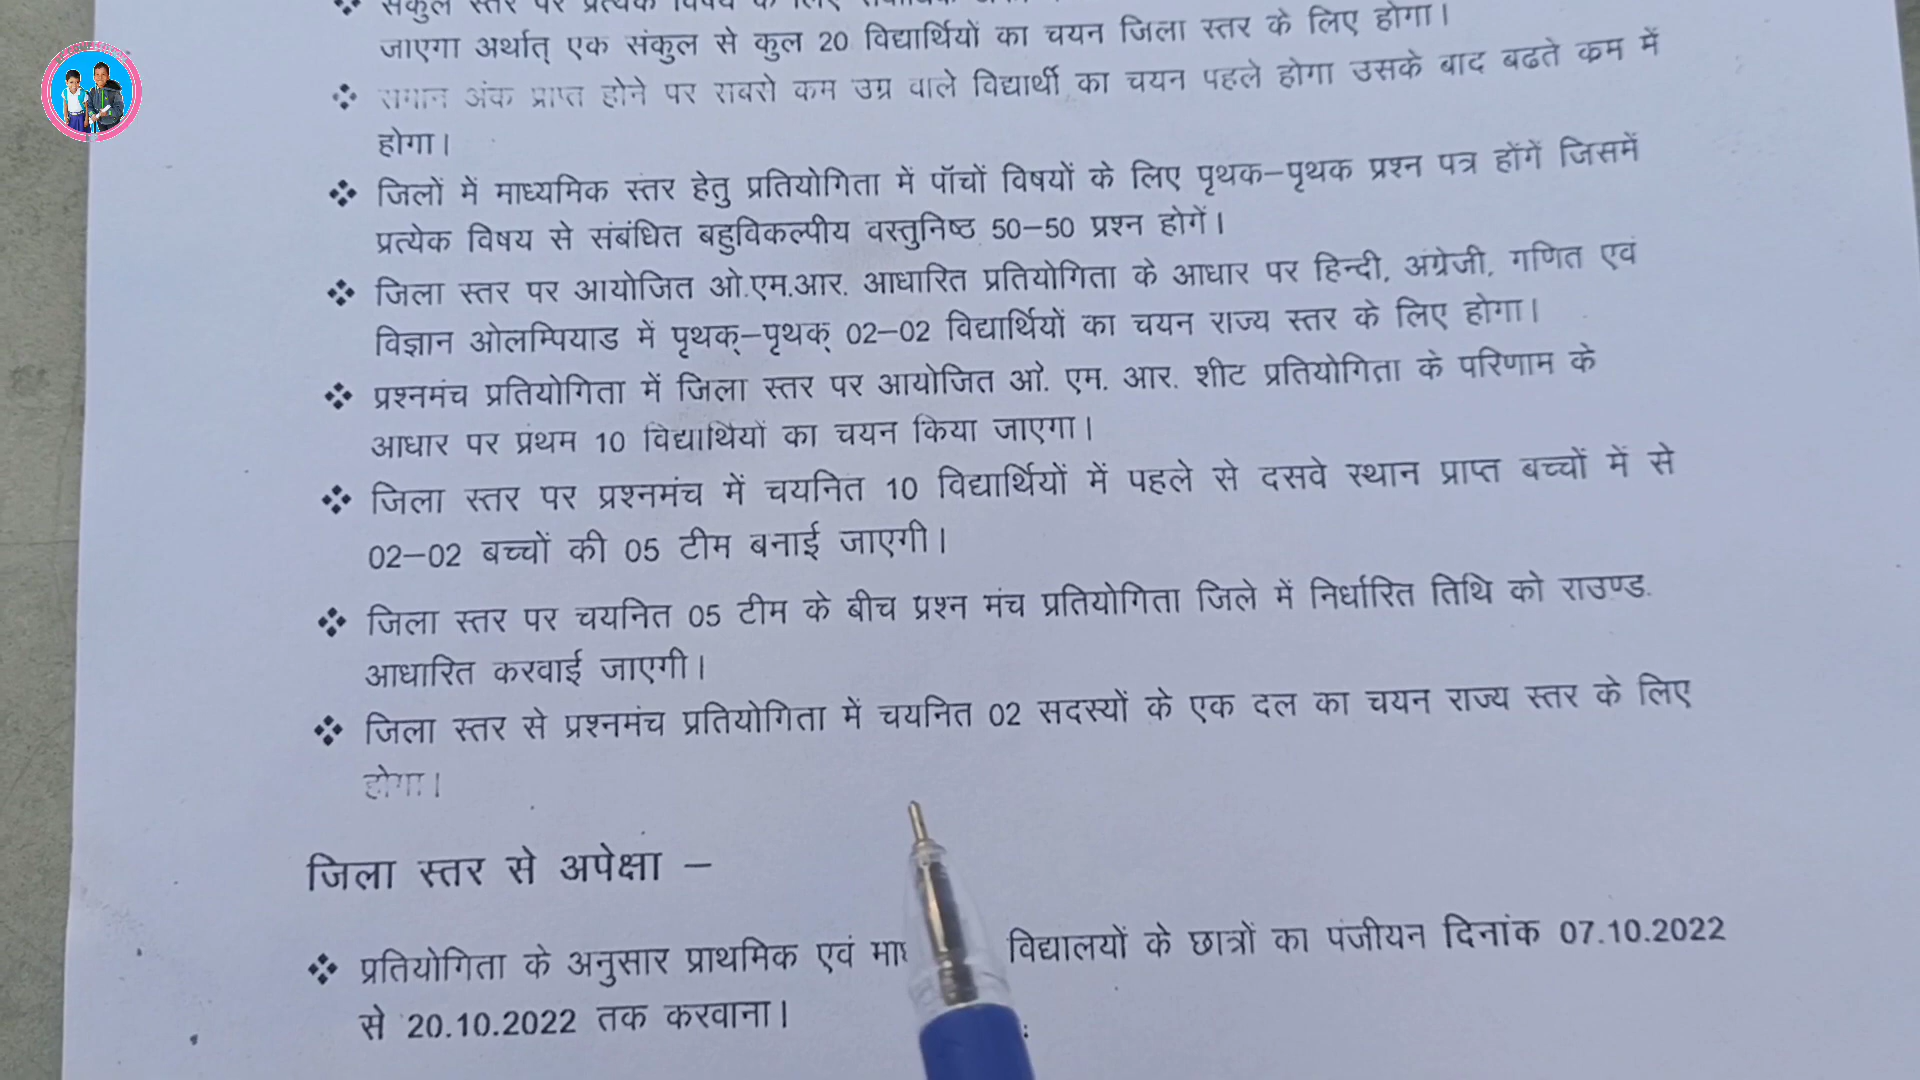 संकुल स्तर पर प्रत्येक विषय के लिए
जाएगा अर्थात् एक संकुल से कुल 20 विद्यार्थियों का चयन जिला स्तर के लिए होगा।
❖ समान अंक प्राप्त होने पर सबसे कम उम्र वाले विद्यार्थी का चयन पहले होगा उसके बाद बढते क्रम में
होगा।
❖ जिलों में माध्यमिक स्तर हेतु प्रतियोगिता में पॉचों विषयों के लिए पृथक–पृथक प्रश्न पत्र होंगें जिसमें
प्रत्येक विषय से संबंधित बहुविकल्पीय वस्तुनिष्ठ 50–50 प्रश्न होगें।
❖ जिला स्तर पर आयोजित ओ.एम.आर. आधारित प्रतियोगिता के आधार पर हिन्दी, अंग्रेजी, गणित एवं
विज्ञान ओलम्पियाड में पृथक्–पृथक् 02–02 विद्यार्थियों का चयन राज्य स्तर के लिए होगा।
❖ प्रश्नमंच प्रतियोगिता में जिला स्तर पर आयोजित ओ. एम. आर. शीट प्रतियोगिता के परिणाम के
आधार पर प्रथम 10 विद्यार्थियों का चयन किया जाएगा।
❖ जिला स्तर पर प्रश्नमंच में चयनित 10 विद्यार्थियों में पहले से दसवे स्थान प्राप्त बच्चों में से
02–02 बच्चों की 05 टीम बनाई जाएगी।
❖ जिला स्तर पर चयनित 05 टीम के बीच प्रश्न मंच प्रतियोगिता जिले में निर्धारित तिथि को राउण्ड
आधारित करवाई जाएगी।
❖ जिला स्तर से प्रश्नमंच प्रतियोगिता में चयनित 02 सदस्यों के एक दल का चयन राज्य स्तर के लिए
होगा।
जिला स्तर से अपेक्षा –
❖ प्रतियोगिता के अनुसार प्राथमिक एवं विद्यालयों के छात्रों का पंजीयन दिनांक 07.10.2022
से 20.10.2022 तक करवाना।